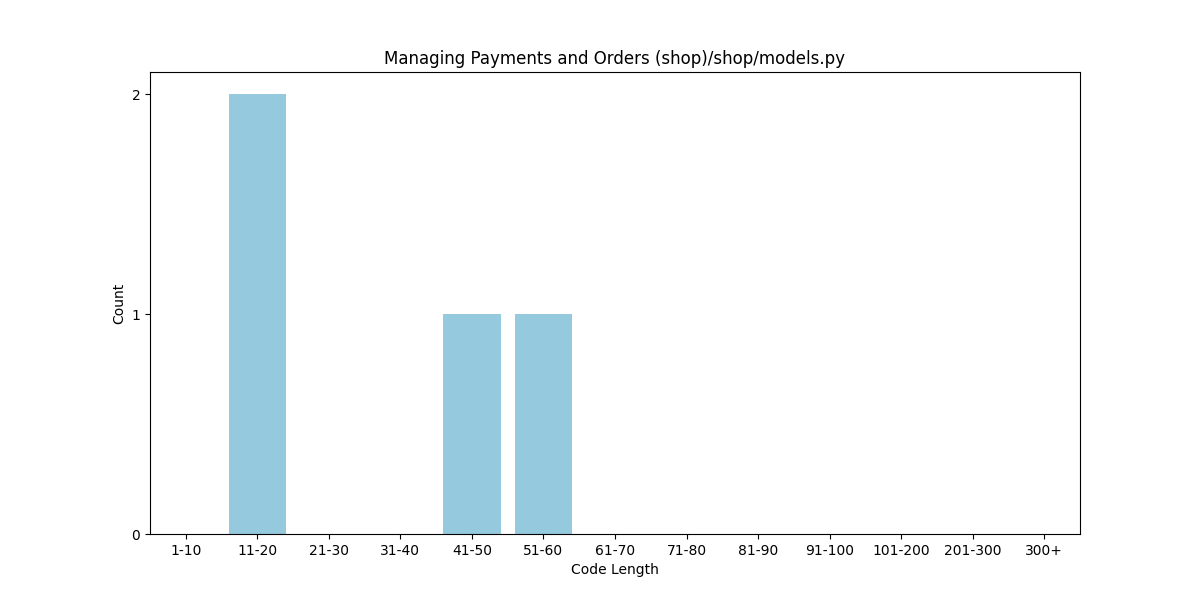 Managing Payments and Orders (shop)/shop/models.py
2
1
0
Count
1-10 11-20 21-30 31-40 41-50 51-60 61-70 71-80 81-90 91-100 101-200 201-300 300+
Code Length